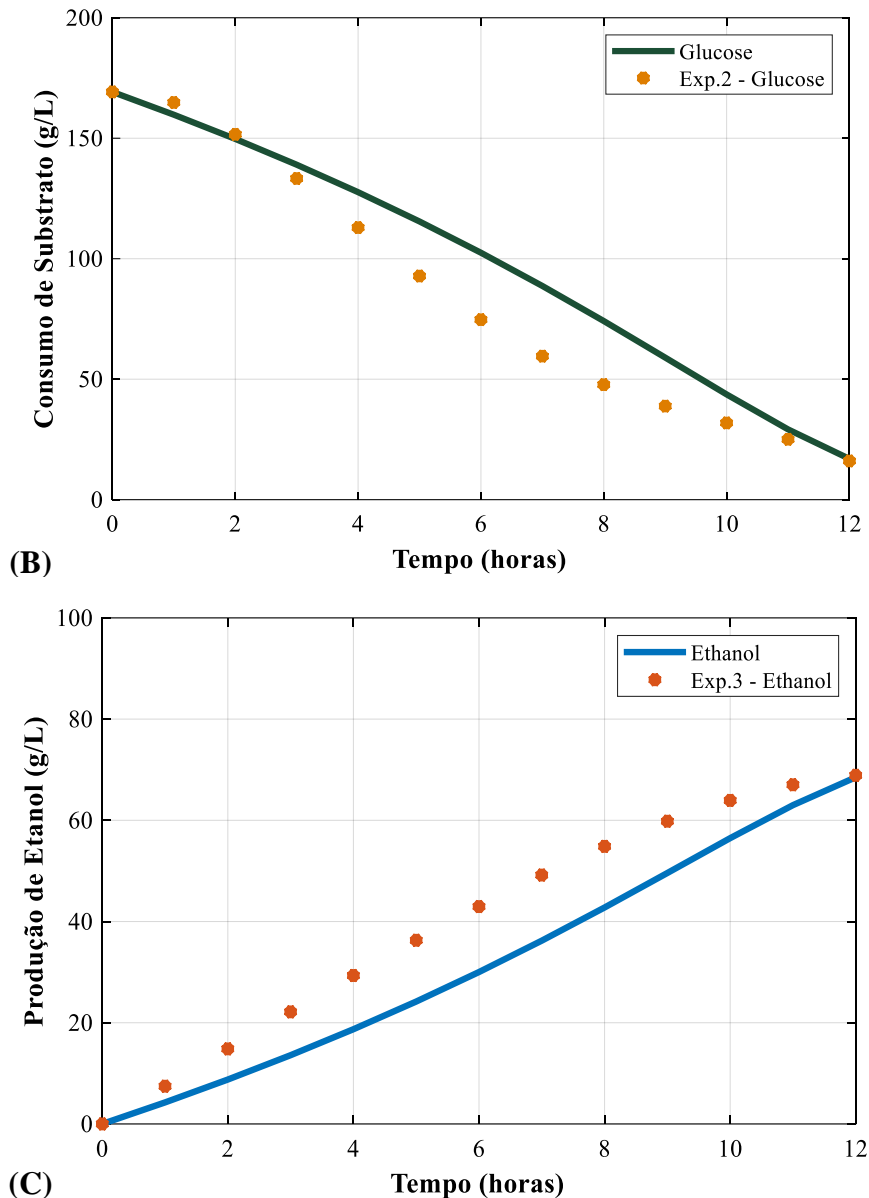 200
150
100
50
0
Consumo de Substrato (g/L)
Glucose
Exp.2 - Glucose
0 2 4 6 8 10 12
Tempo (horas)
(B)
100
80
60
40
20
0
Produção de Etanol (g/L)
Ethanol
Exp.3 - Ethanol
0 2 4 6 8 10 12
Tempo (horas)
(C)